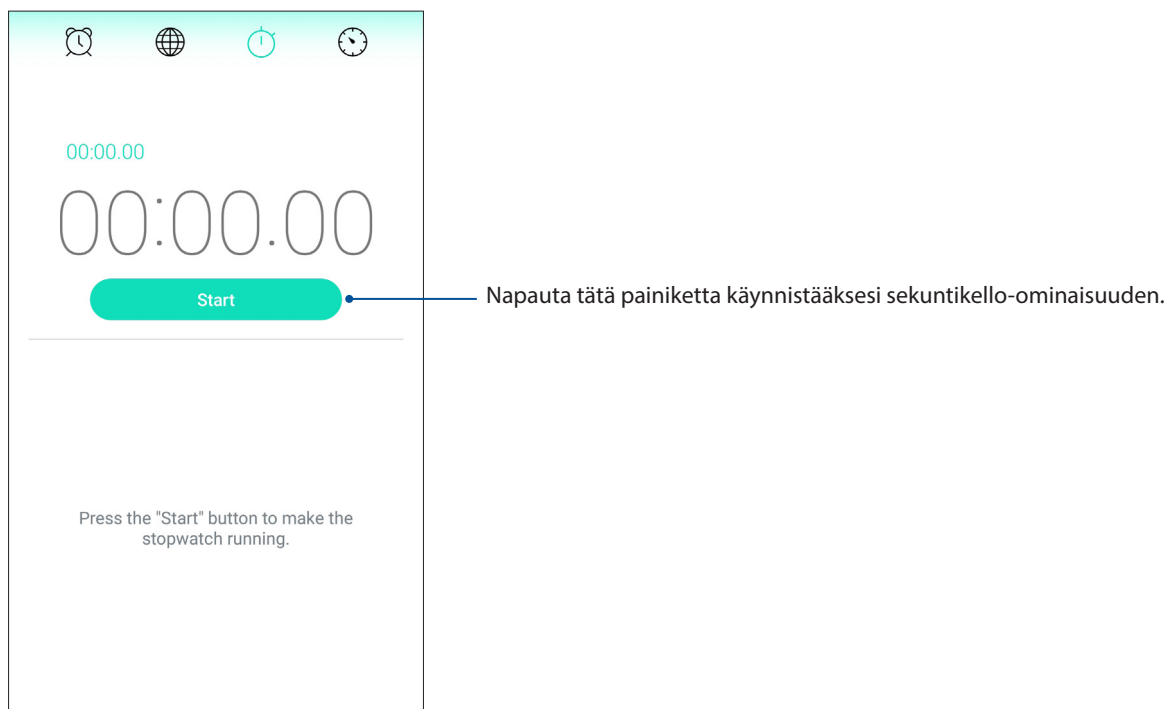 00:00.00
00:00.00
Start
Napauta tätä painiketta käynnistääksesi sekuntikello-ominaisuuden.
Press the "Start" button to make the
stopwatch running.